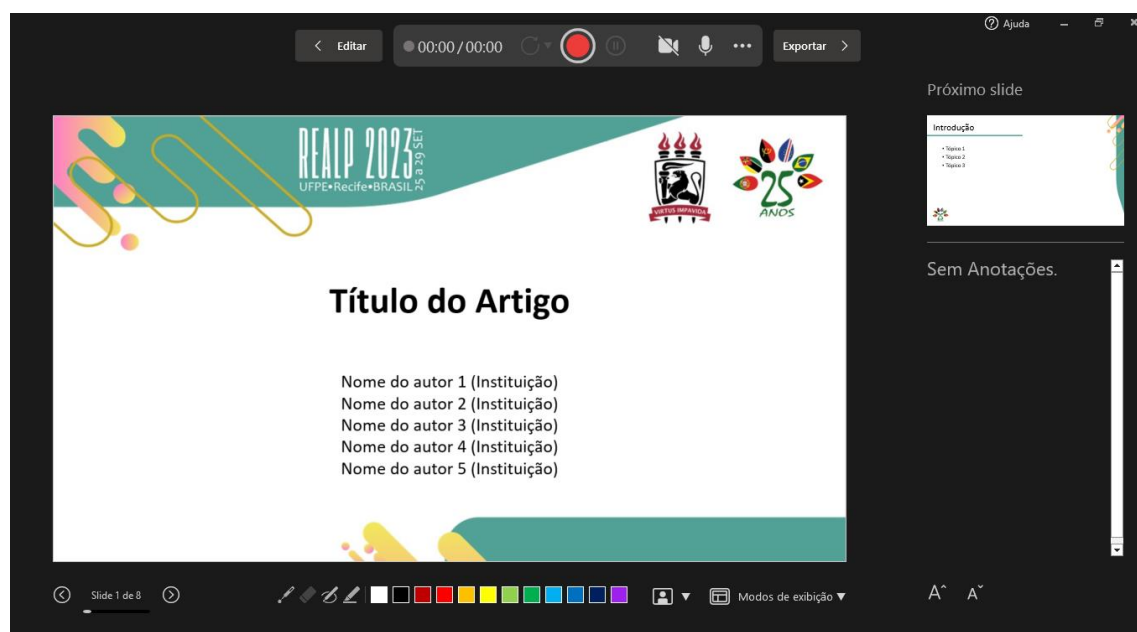 Ajuda
Editar
00:00 / 00:00
Exportar
Próximo slide
REALP 2023
25 a 29 SET
UFPE•Recife•BRASIL
VIRTUS IMPAVIDA
25
ANOS
Introdução
• Tópico 1
• Tópico 2
• Tópico 3
Sem Anotações.
Título do Artigo
Nome do autor 1 (Instituição)
Nome do autor 2 (Instituição)
Nome do autor 3 (Instituição)
Nome do autor 4 (Instituição)
Nome do autor 5 (Instituição)
Slide 1 de 8
Modos de exibição
A
A